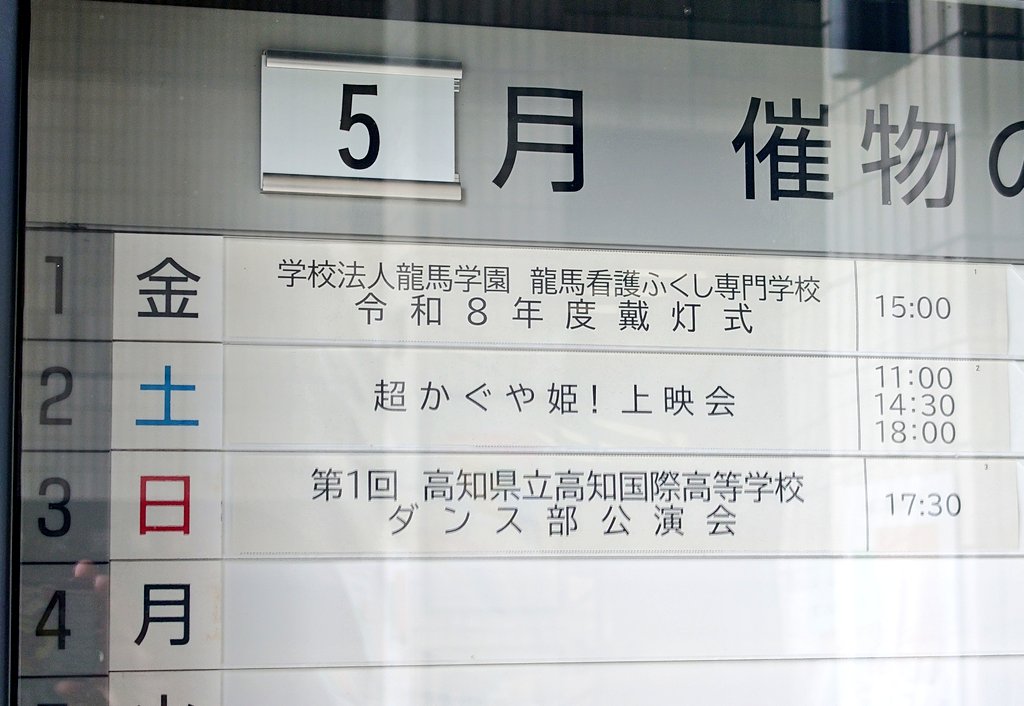 5月 催物の
1 金 学校法人龍馬学園 龍馬看護ふくし専門学校
令和8年度戴灯式 15:00
2 土 超かぐや姫！上映会 11:00
14:30
18:00
3 日 第1回 高知県立高知国際高等学校
ダンス部公演会 17:30
4 月